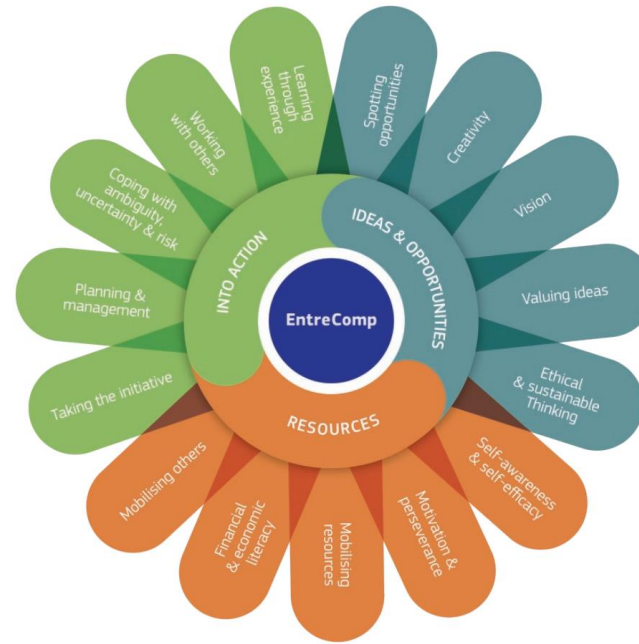 EntreComp
IDEAS & OPPORTUNITIES
Spotting
opportunities
Creativity
Vision
Valuing ideas
Ethical
& sustainable
Thinking
RESOURCES
Self-awareness
& self-efficacy
Motivation &
perseverance
Mobilising
resources
Financial
& economic
literacy
Mobilising others
INTO ACTION
Taking the initiative
Planning &
management
Coping with
ambiguity,
uncertainty & risk
Working
with others
Learning
through
experience